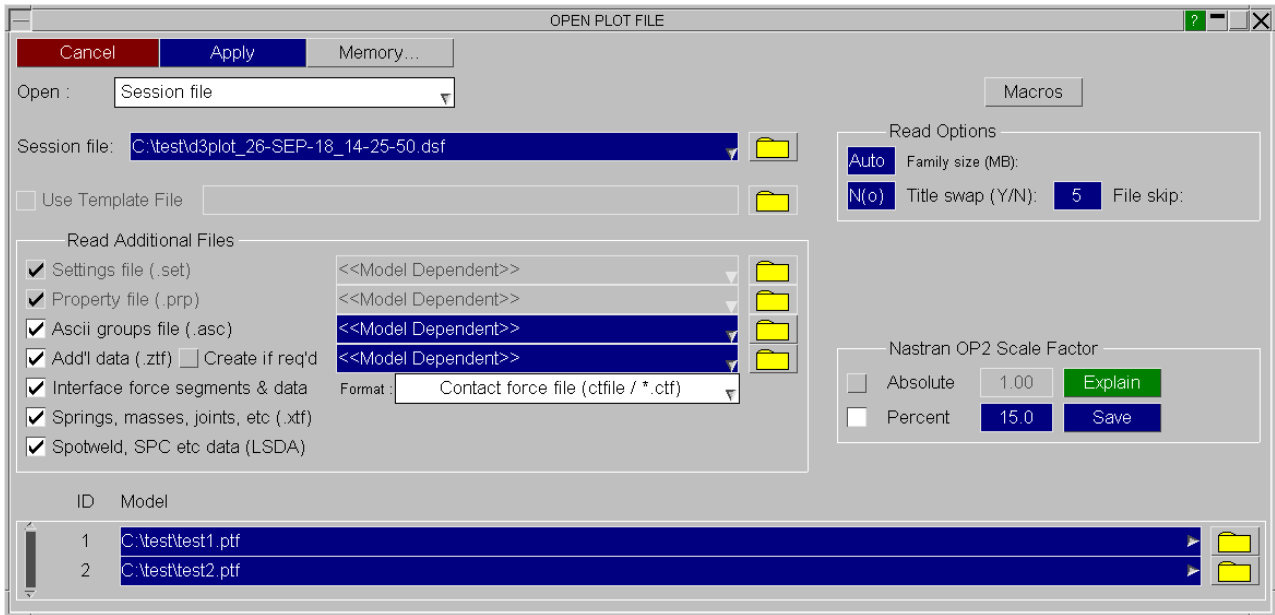 OPEN PLOT FILE ?
Cancel Apply Memory...
Open : Session file Macros
Session file: C:\test\d3plot_26-SEP-18_14-25-50.dsf
Use Template File
Read Additional Files
Settings file (.set) <<Model Dependent>>
Property file (.prp) <<Model Dependent>>
Ascii groups file (.asc) <<Model Dependent>>
Add'l data (.ztf) Create if req'd <<Model Dependent>>
Interface force segments & data Format : Contact force file (ctfile / *.ctf)
Springs, masses, joints, etc (.xtf)
Spotweld, SPC etc data (LSDA)
Read Options
Auto Family size (MB):
N(o) Title swap (Y/N): 5 File skip:
Nastran OP2 Scale Factor
Absolute 1.00 Explain
Percent 15.0 Save
ID Model
1 C:\test\test1.ptf
2 C:\test\test2.ptf